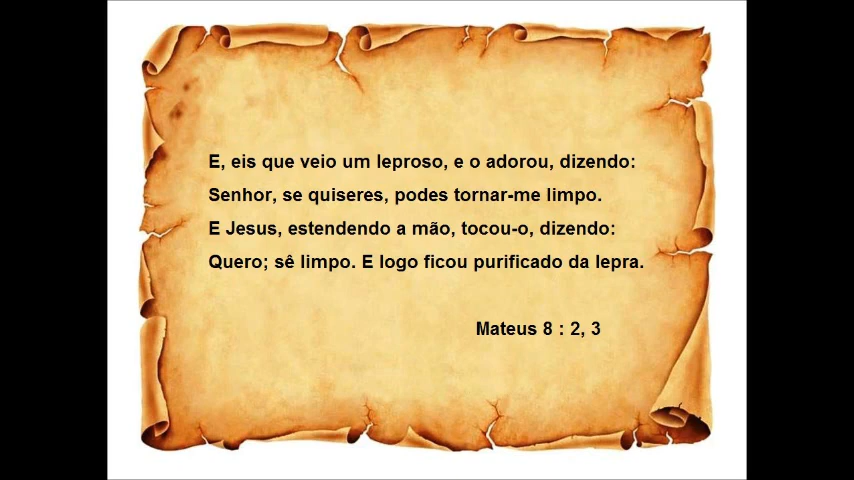 E, eis que veio um leproso, e o adorou, dizendo:
Senhor, se quiseres, podes tornar-me limpo.
E Jesus, estendendo a mão, tocou-o, dizendo:
Quero; sê limpo. E logo ficou purificado da lepra.
Mateus 8 : 2, 3